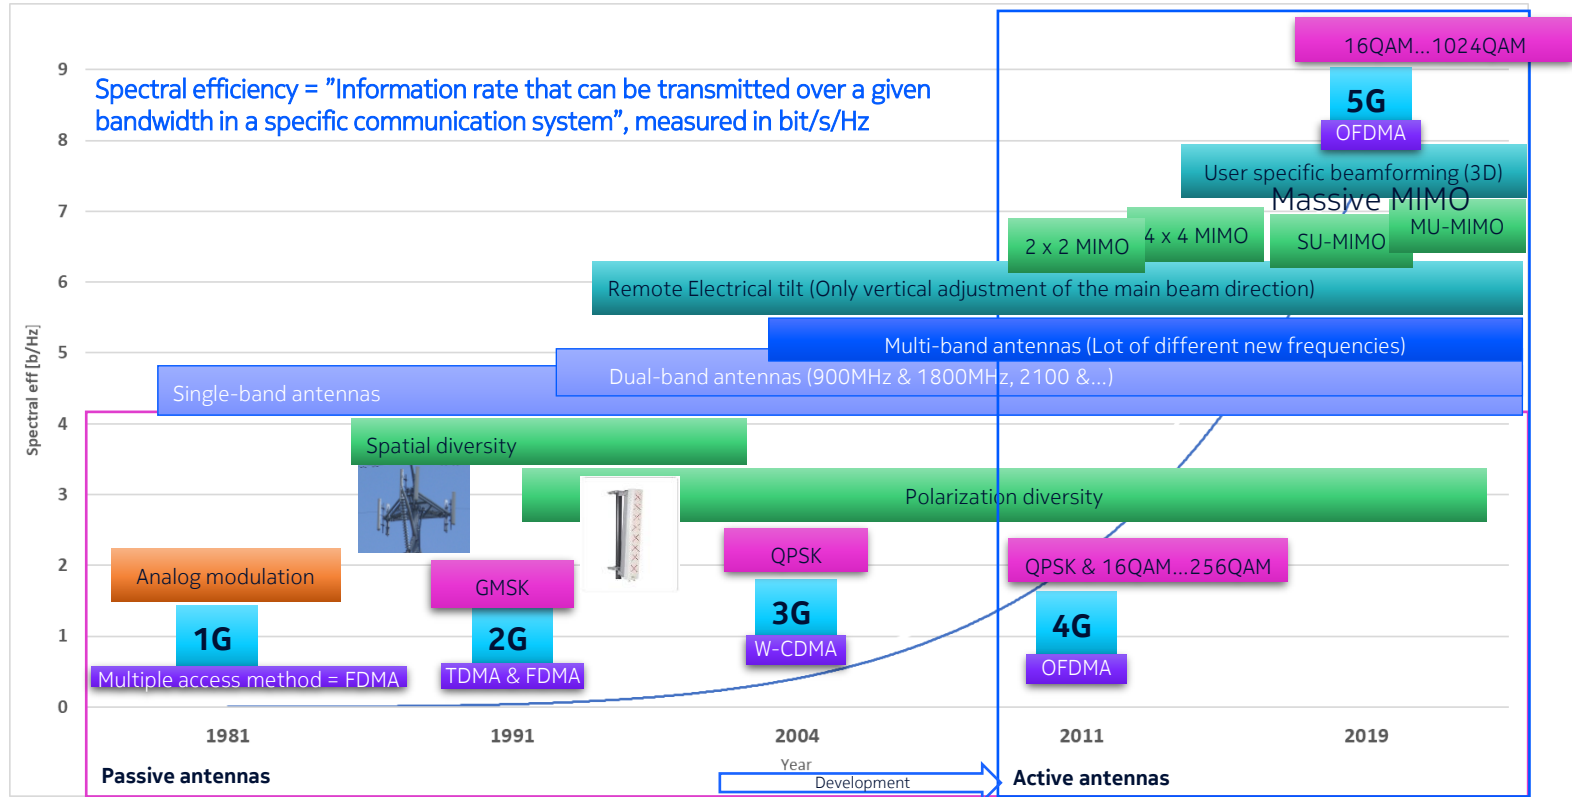 16QAM...1024QAM
9
Spectral efficiency = ”Information rate that can be transmitted over a given
bandwidth in a specific communication system”, measured in bit/s/Hz
5G
OFDMA
8
User specific beamforming (3D)
Massive MIMO
7
2 x 2 MIMO
4 x 4 MIMO
SU-MIMO
MU-MIMO
6
Remote Electrical tilt (Only vertical adjustment of the main beam direction)
5
Multi-band antennas (Lot of different new frequencies)
Dual-band antennas (900MHz & 1800MHz, 2100 &...)
Single-band antennas
Spectral eff [b/Hz]
4
Spatial diversity
3
Polarization diversity
2
Analog modulation
GMSK
QPSK
QPSK & 16QAM...256QAM
1
1G
2G
3G
4G
Multiple access method = FDMA
TDMA & FDMA
W-CDMA
OFDMA
0
1981
1991
2004
2011
2019
Year
Passive antennas
Development
Active antennas